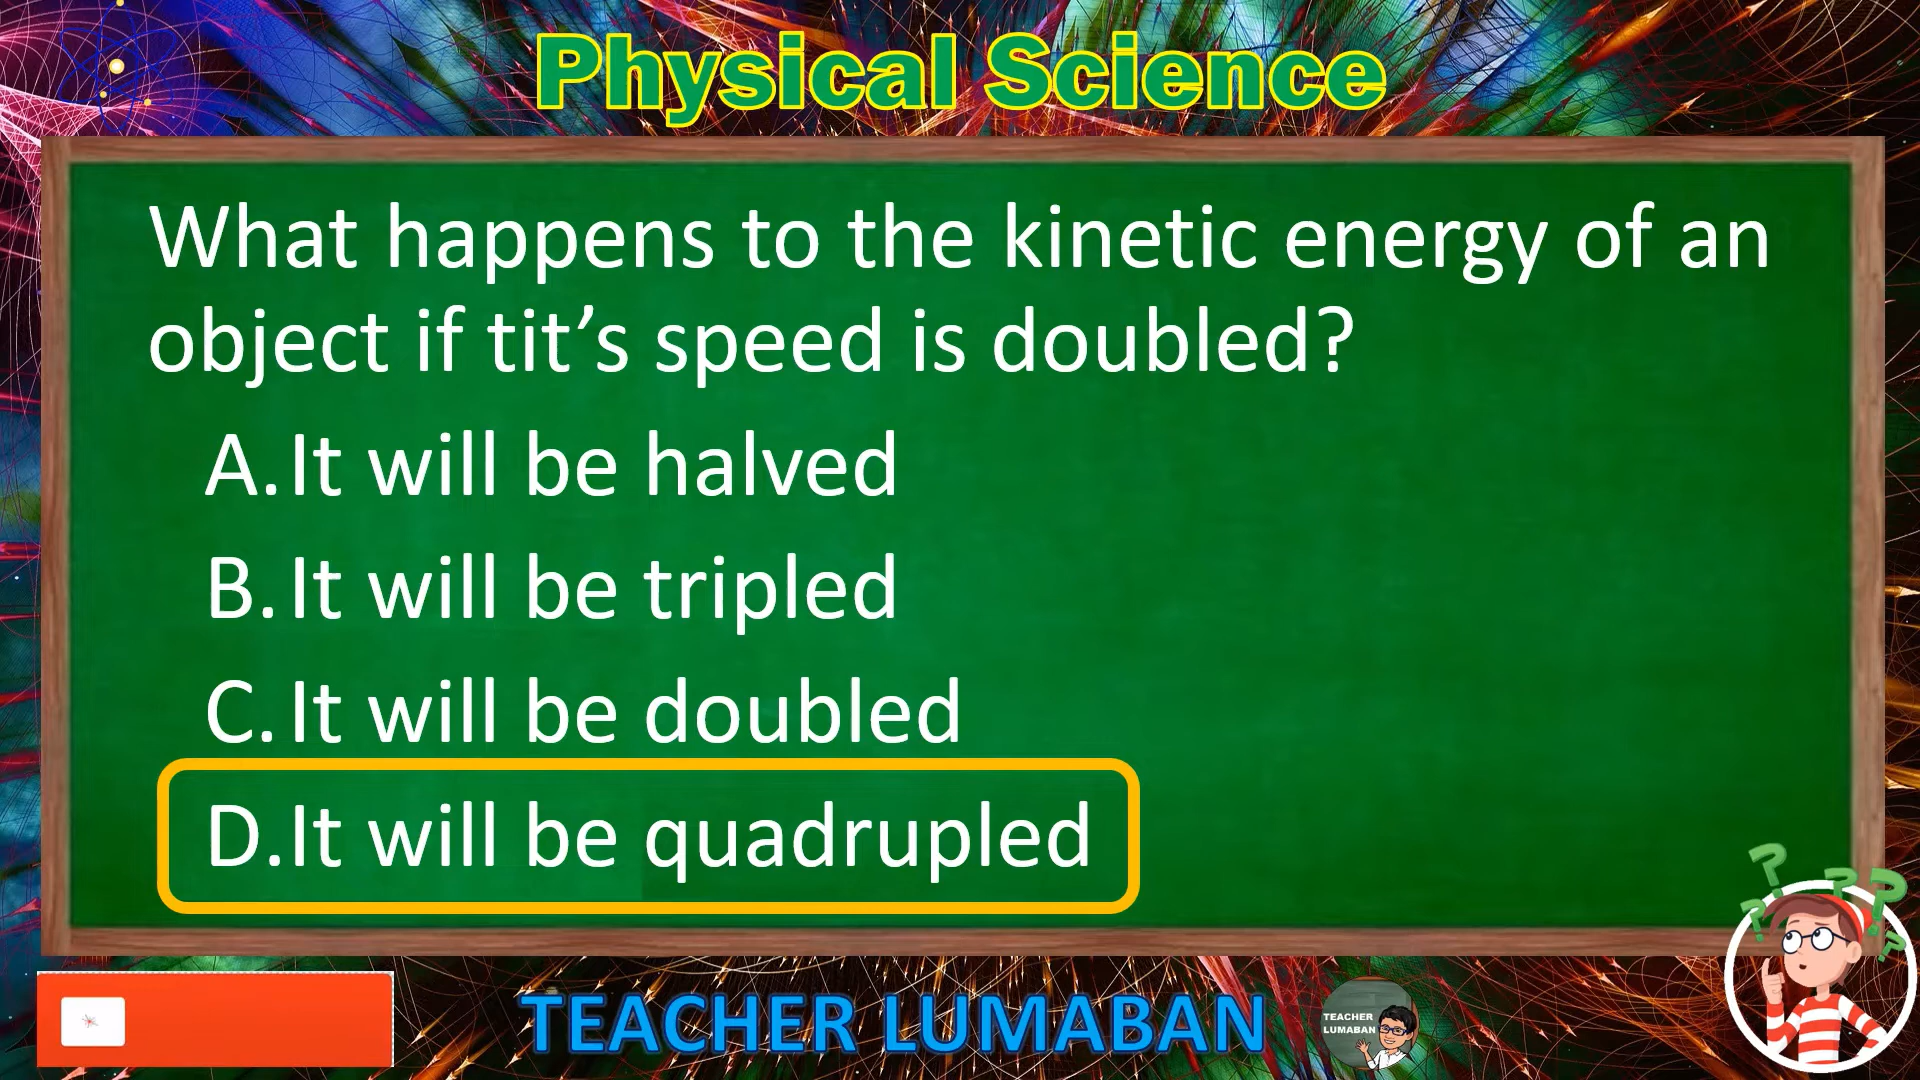 Physical Science
What happens to the kinetic energy of an
object if tit’s speed is doubled?
A. It will be halved
B. It will be tripled
C. It will be doubled
D. It will be quadrupled
TEACHER LUMABAN
TEACHER
LUMABAN